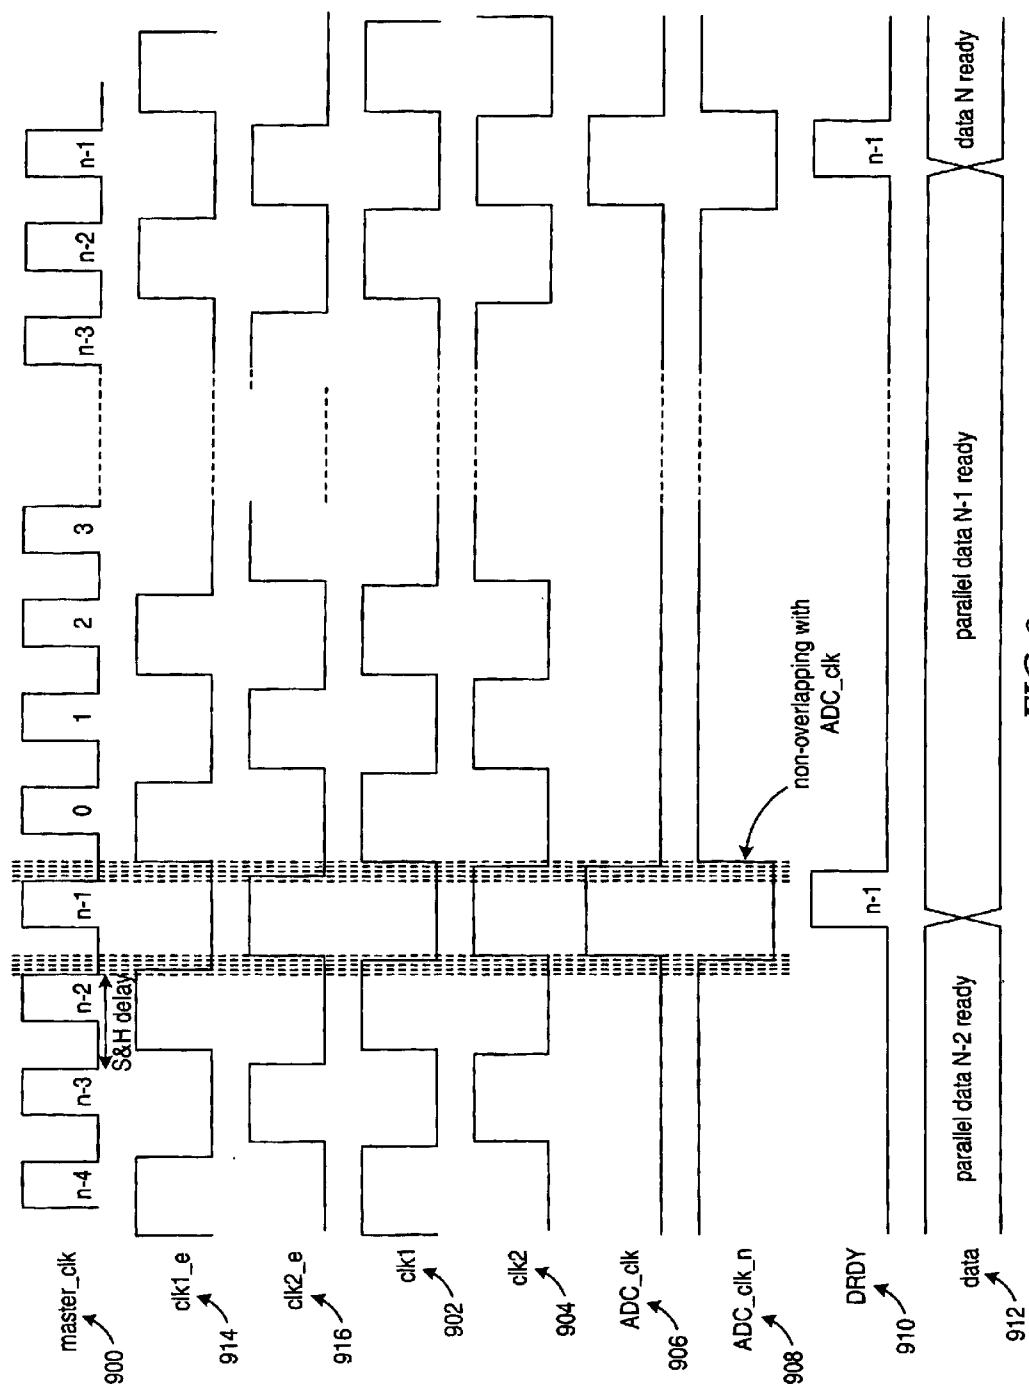 master_clk
900
n-4
n-3
n-2
n-1
0
1
2
3
n-3
n-2
n-1
S&H delay
clk1_e
914
clk2_e
916
clk1
902
clk2
904
ADC_clk
906
ADC_clk_n
908
non-overlapping with
ADC_clk
DRDY
910
n-1
n-1
data
912
parallel data N-2 ready
parallel data N-1 ready
data N ready